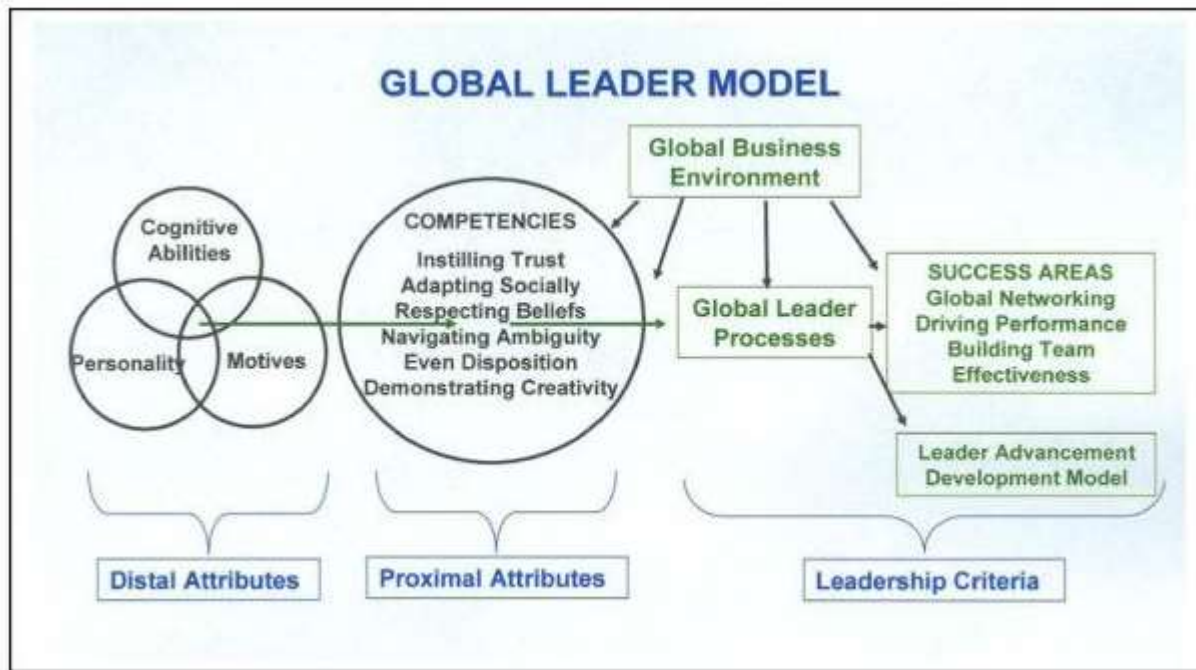 GLOBAL LEADER MODEL
Global Business
Environment
Cognitive
Abilities
Personality
Motives
COMPETENCIES
Instilling Trust
Adapting Socially
Respecting Beliefs
Navigating Ambiguity
Even Disposition
Demonstrating Creativity
Global Leader
Processes
SUCCESS AREAS
Global Networking
Driving Performance
Building Team
Effectiveness
Leader Advancement
Development Model
Distal Attributes
Proximal Attributes
Leadership Criteria